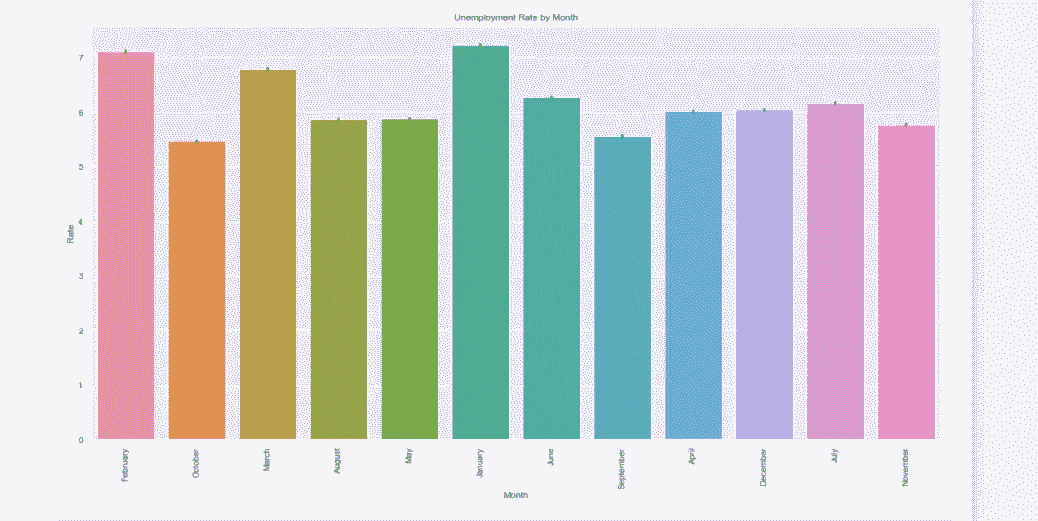 Unemployment Rate by Month
7
6
5
4
3
2
1
0
Rate
February
October
March
August
May
January
June
September
April
December
July
November
Month